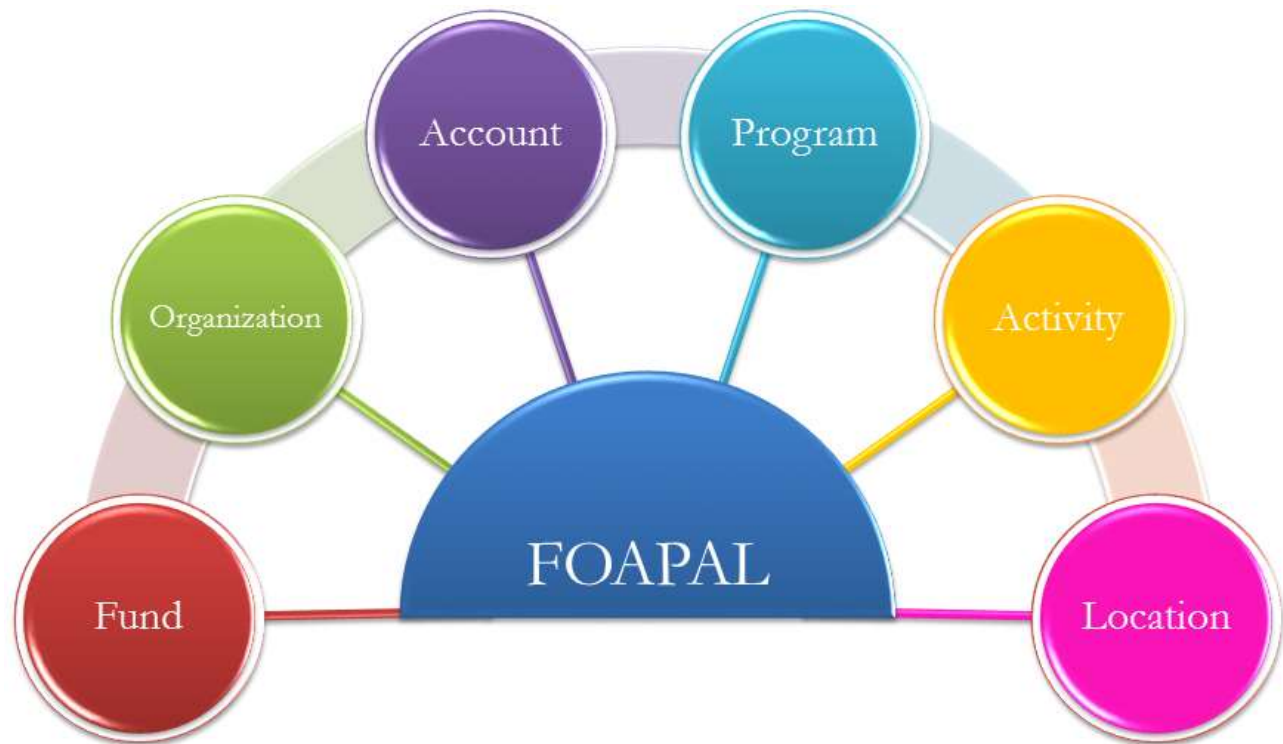 Fund
Organization
Account
Program
Activity
Location
FOAPAL